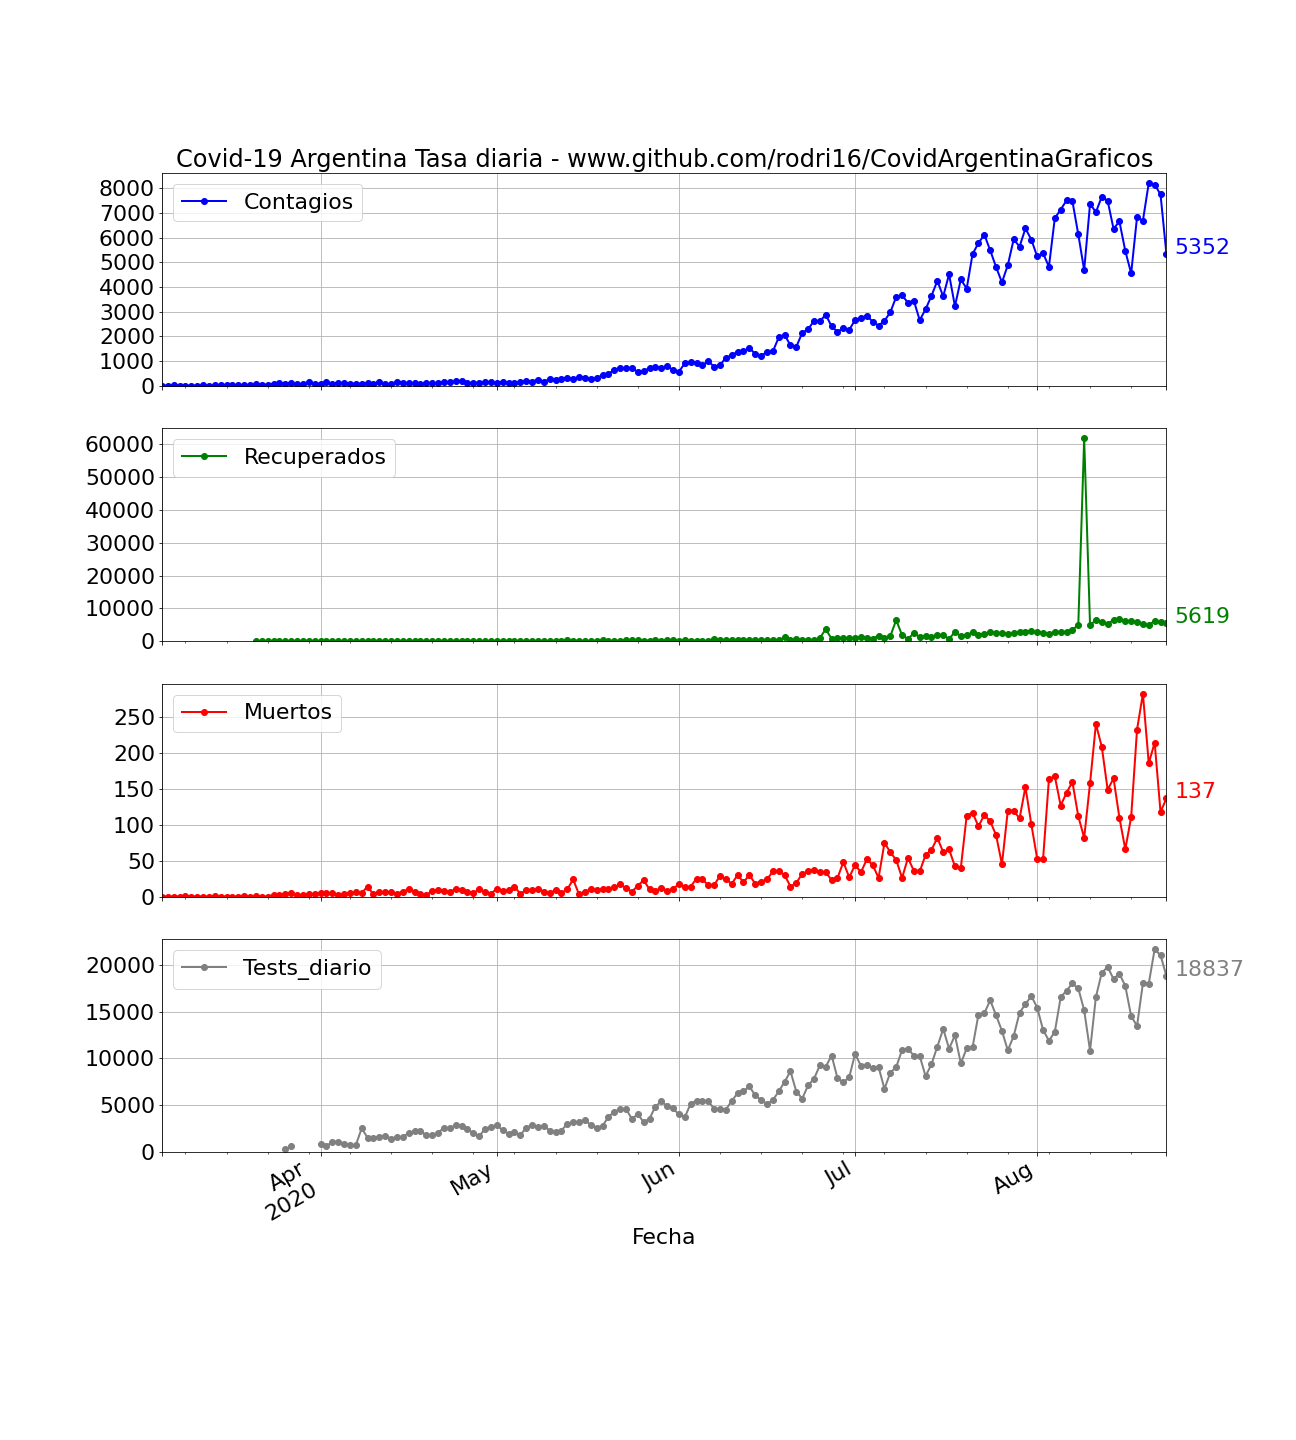 Covid-19 Argentina Tasa diaria - www.github.com/rodri16/CovidArgentinaGraficos
8000
7000
6000
5000
4000
3000
2000
1000
0
Contagios
5352
60000
50000
40000
30000
20000
10000
0
Recuperados
5619
250
200
150
100
50
0
Muertos
137
20000
15000
10000
5000
0
Tests_diario
18837
Apr
2020
May
Jun
Jul
Aug
Fecha